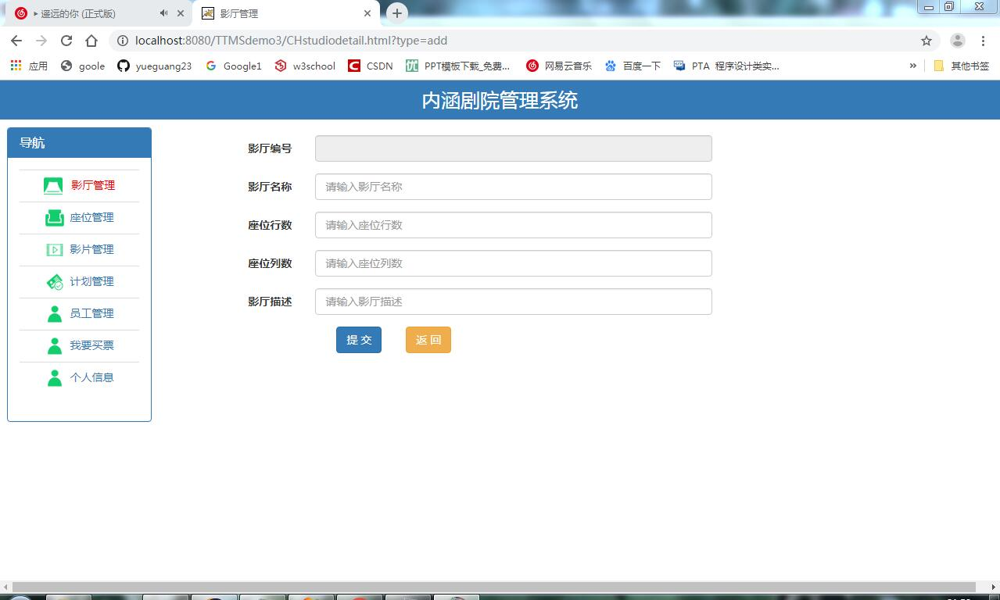 遥远的你 (正式版)
影厅管理
localhost:8080/TTMSdemo3/CHstudiodetail.html?type=add
应用 goole yueguang23 Google1 w3school CSDN PPT模板下载_免费... 网易云音乐 百度一下 PTA 程序设计类实... » 其他书签
内涵剧院管理系统
导航
影厅管理
座位管理
影片管理
计划管理
员工管理
我要买票
个人信息
影厅编号
影厅名称 请输入影厅名称
座位行数 请输入座位行数
座位列数 请输入座位列数
影厅描述 请输入影厅描述
提 交 返 回